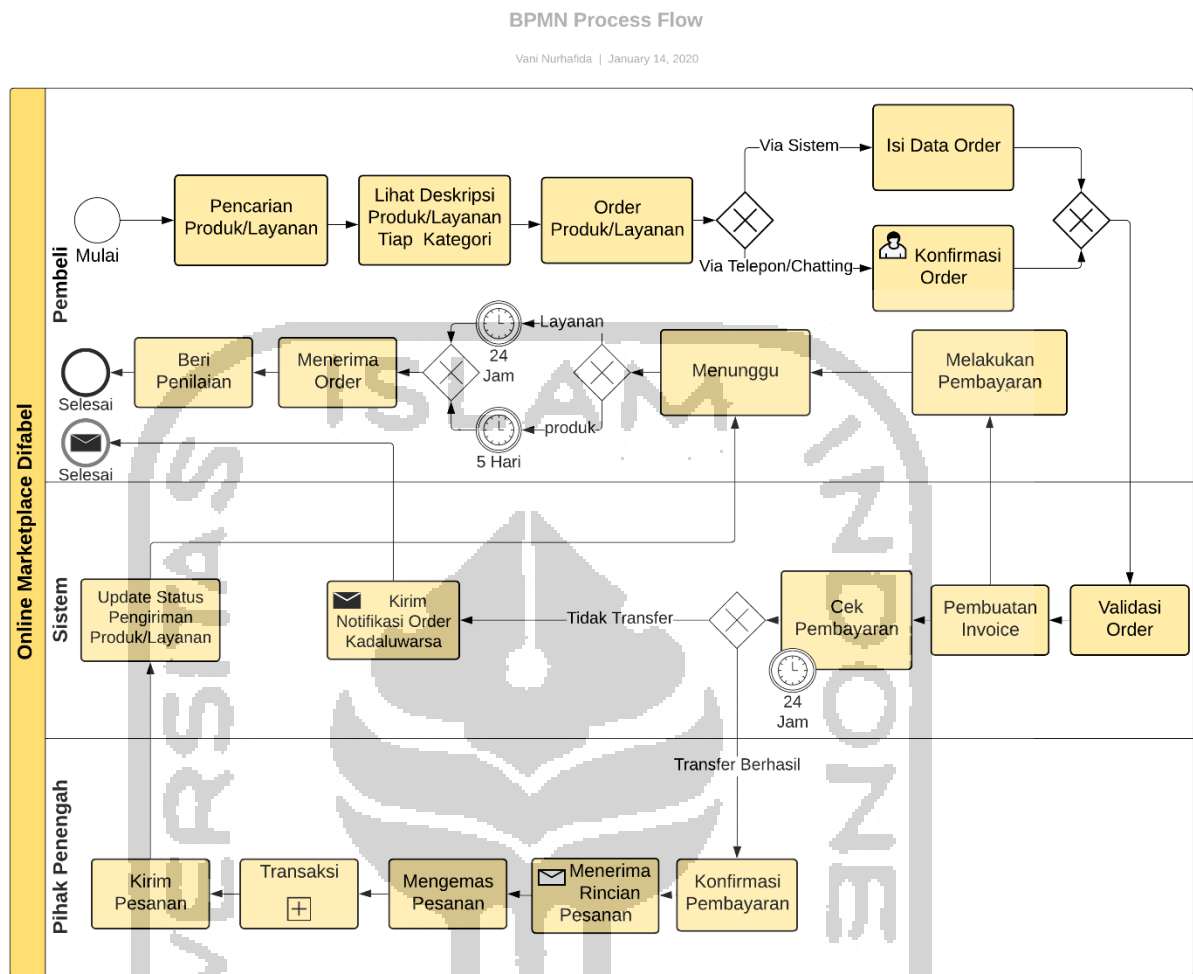 BPMN Process Flow
Vani Nurhafida | January 14, 2020
Online Marketplace Difabel
Pembeli
Mulai
Pencarian
Produk/Layanan
Lihat Deskripsi
Produk/Layanan
Tiap Kategori
Order
Produk/Layanan
Via Sistem
Isi Data Order
Via Telepon/Chatting
Konfirmasi
Order
Selesai
Beri
Penilaian
Menerima
Order
Layanan
24
Jam
produk
5 Hari
Menunggu
Melakukan
Pembayaran
Selesai
Sistem
Update Status
Pengiriman
Produk/Layanan
Kirim
Notifikasi Order
Kadaluwarsa
Tidak Transfer
Cek
Pembayaran
24
Jam
Pembuatan
Invoice
Validasi
Order
Pihak Penengah
Transfer Berhasil
Kirim
Pesanan
Transaksi
Mengemas
Pesanan
Menerima
Rincian
Pesanan
Konfirmasi
Pembayaran
ISLAM
INDONE
VERSITAS